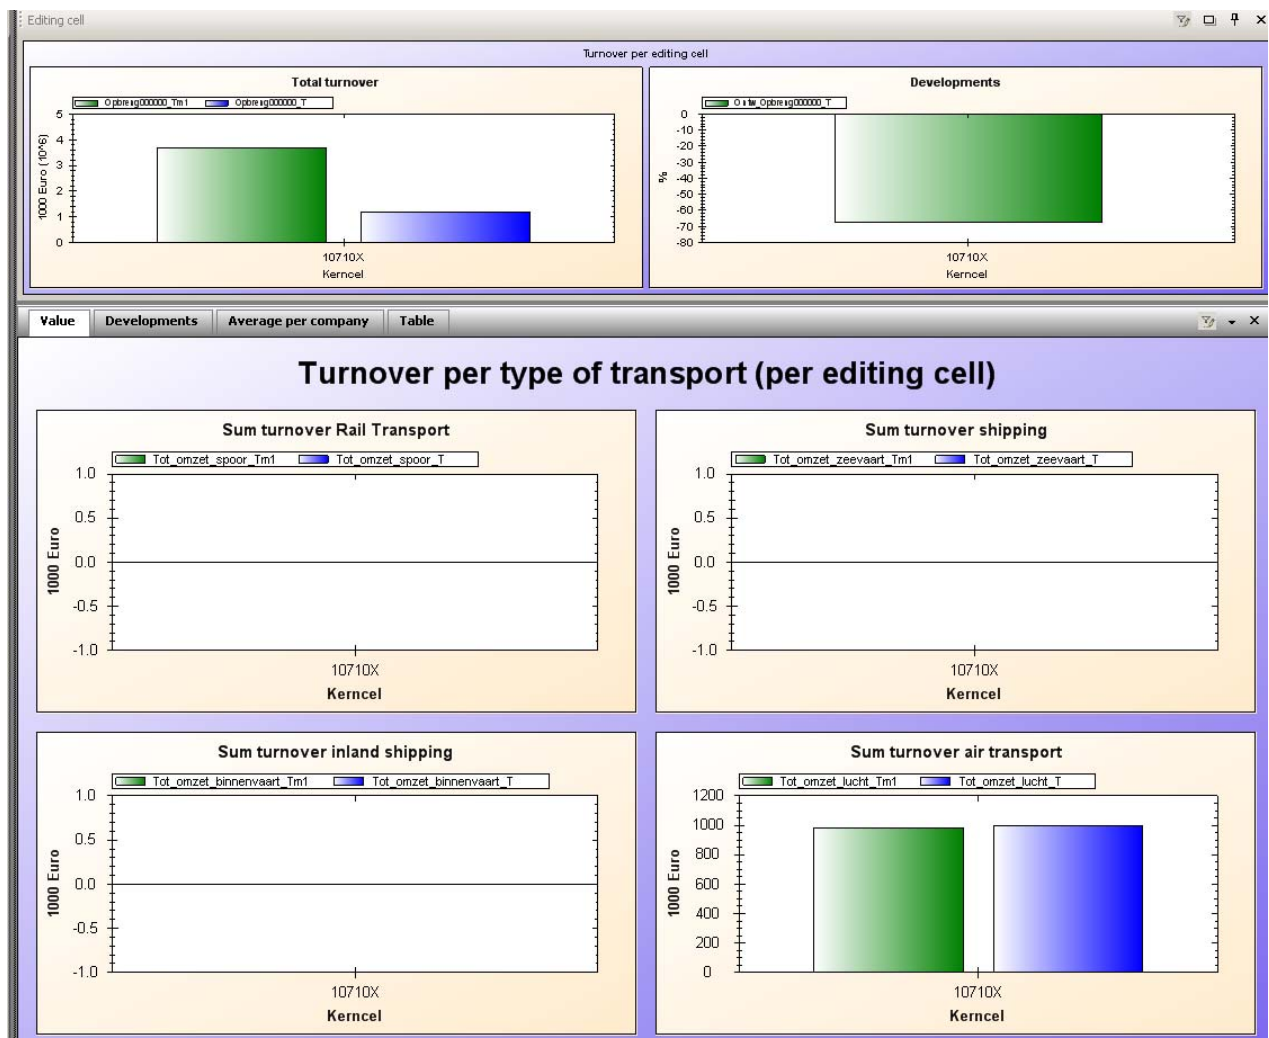 Editing cell
Turnover per editing cell
Total turnover
Opbreng000000_Tm1 Opbreng000000_T
5
4
3
2
1
0
1000 Euro (10^6)
10710X
Kerncel
Developments
Ontw_Opbreng000000_T
0
-10
-20
-30
-40
-50
-60
-70
-80
%
10710X
Kerncel
Value Developments Average per company Table
Turnover per type of transport (per editing cell)
Sum turnover Rail Transport
Tot_omzet_spoor_Tm1 Tot_omzet_spoor_T
1.0
0.5
0.0
-0.5
-1.0
1000 Euro
10710X
Kerncel
Sum turnover shipping
Tot_omzet_zeevaart_Tm1 Tot_omzet_zeevaart_T
1.0
0.5
0.0
-0.5
-1.0
1000 Euro
10710X
Kerncel
Sum turnover inland shipping
Tot_omzet_binnenvaart_Tm1 Tot_omzet_binnenvaart_T
1.0
0.5
0.0
-0.5
-1.0
1000 Euro
10710X
Kerncel
Sum turnover air transport
Tot_omzet_lucht_Tm1 Tot_omzet_lucht_T
1200
1000
800
600
400
200
0
1000 Euro
10710X
Kerncel